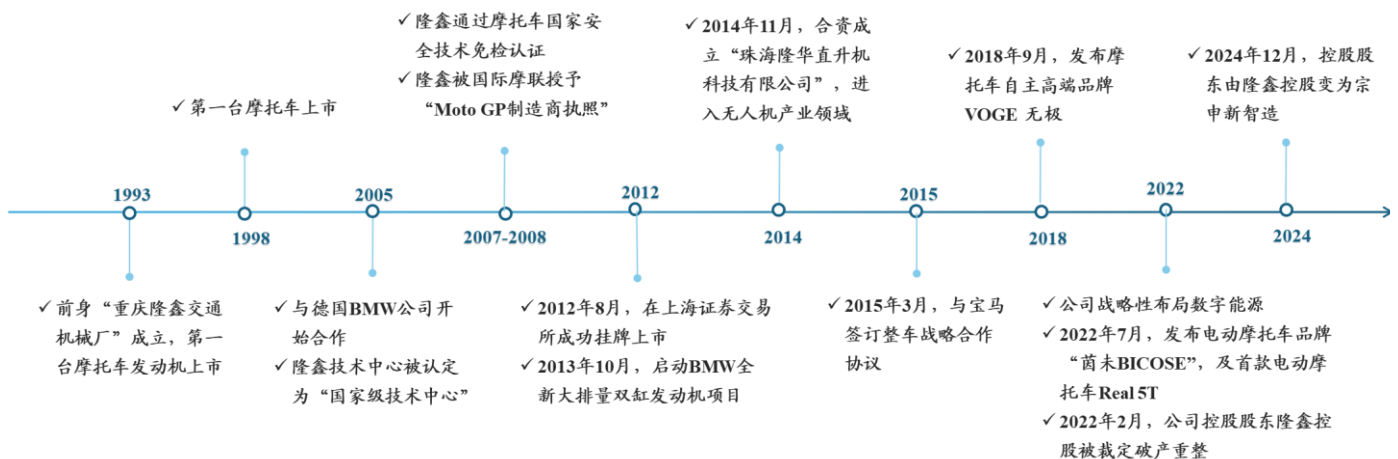 ✓隆鑫通过摩托车国家安
全技术免检认证
✓隆鑫被国际摩联授予
“Moto GP制造商执照”
✓2014年11月，合资成
立“珠海隆华直升机
科技有限公司”，进
入无人机产业领域
✓2018年9月，发布摩
托车自主高端品牌
VOGE 无极
✓2024年12月，控股股
东由隆鑫控股变为宗
申新智造
✓第一台摩托车上市
1993
2005
2012
2015
2022
1998
2007-2008
2014
2018
2024
✓前身“重庆隆鑫交通
机械厂”成立，第一
台摩托车发动机上市
✓与德国BMW公司开
始合作
✓隆鑫技术中心被认定
为“国家级技术中心”
✓2012年8月，在上海证券交易
所成功挂牌上市
✓2013年10月，启动BMW全
新大排量双缸发动机项目
✓2015年3月，与宝马
签订整车战略合作
协议
✓公司战略性布局数字能源
✓2022年7月，发布电动摩托车品牌
“茵未BICOSE”，及首款电动摩
托车Real 5T
✓2022年2月，公司控股股东隆鑫控
股被裁定破产重整